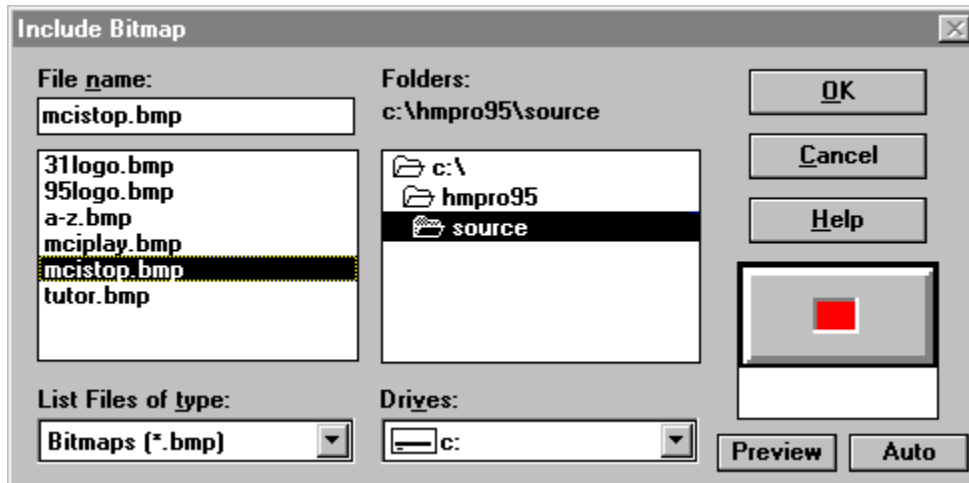 Include Bitmap
File name:
mcistop.bmp
31logo.bmp
95logo.bmp
a-z.bmp
mciplay.bmp
mcistop.bmp
tutor.bmp
List Files of type:
Bitmaps (*.bmp)
Folders:
c:\hmpro95\source
c:\
hmpro95
source
Drives:
c:
OK
Cancel
Help
Preview
Auto